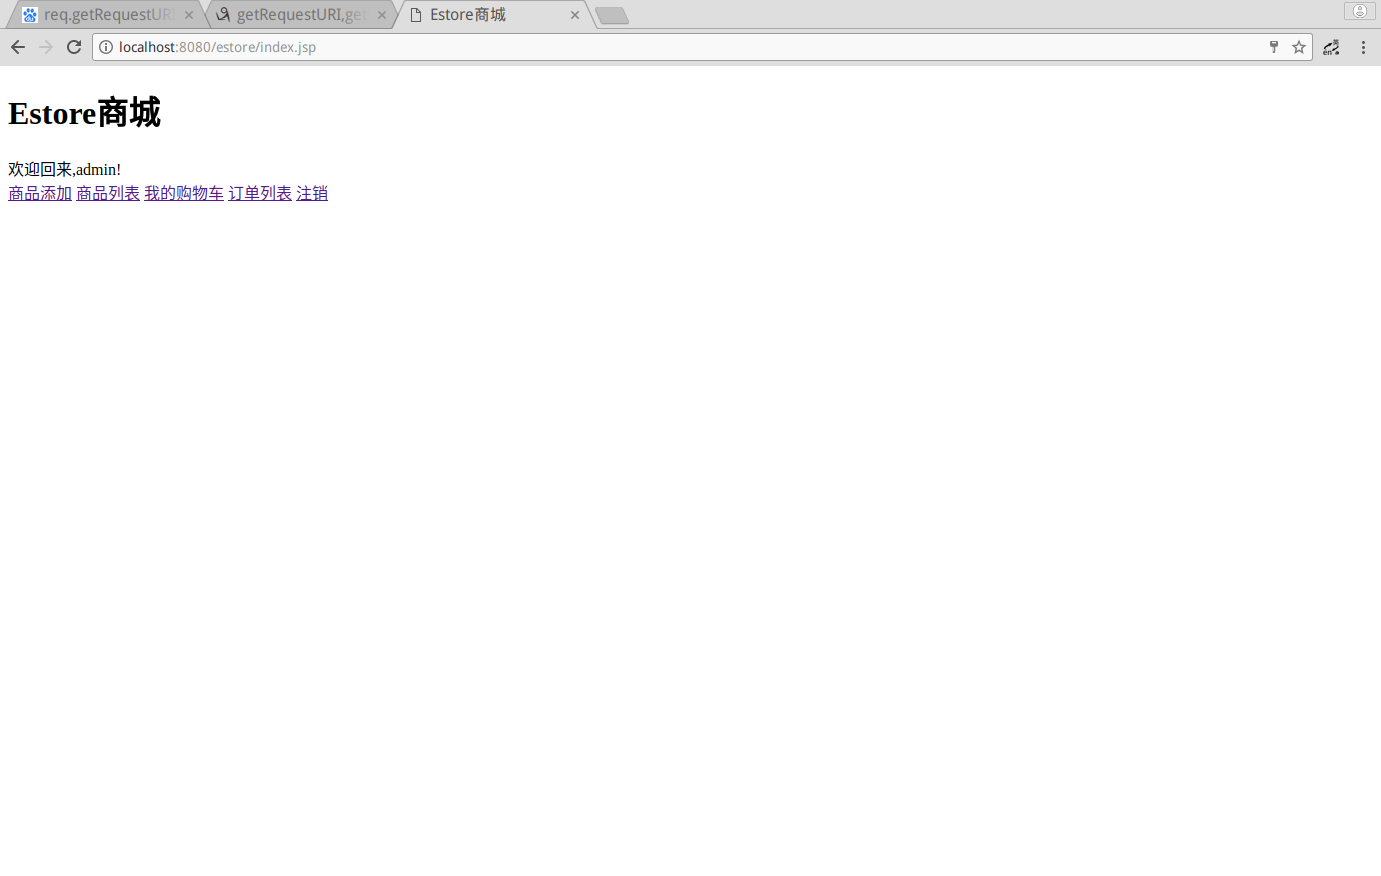 req.getRequestURI
getRequestURI,get
Estore商城
localhost:8080/estore/index.jsp
en 英
Estore商城
欢迎回来,admin!
商品添加 商品列表 我的购物车 订单列表 注销